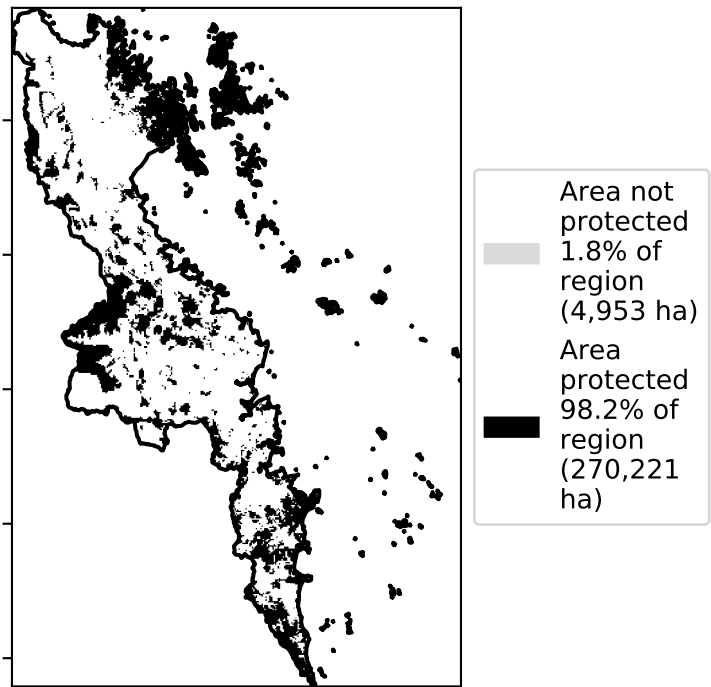 Area not
protected
1.8% of
region
(4,953 ha)
Area
protected
98.2% of
region
(270,221
ha)